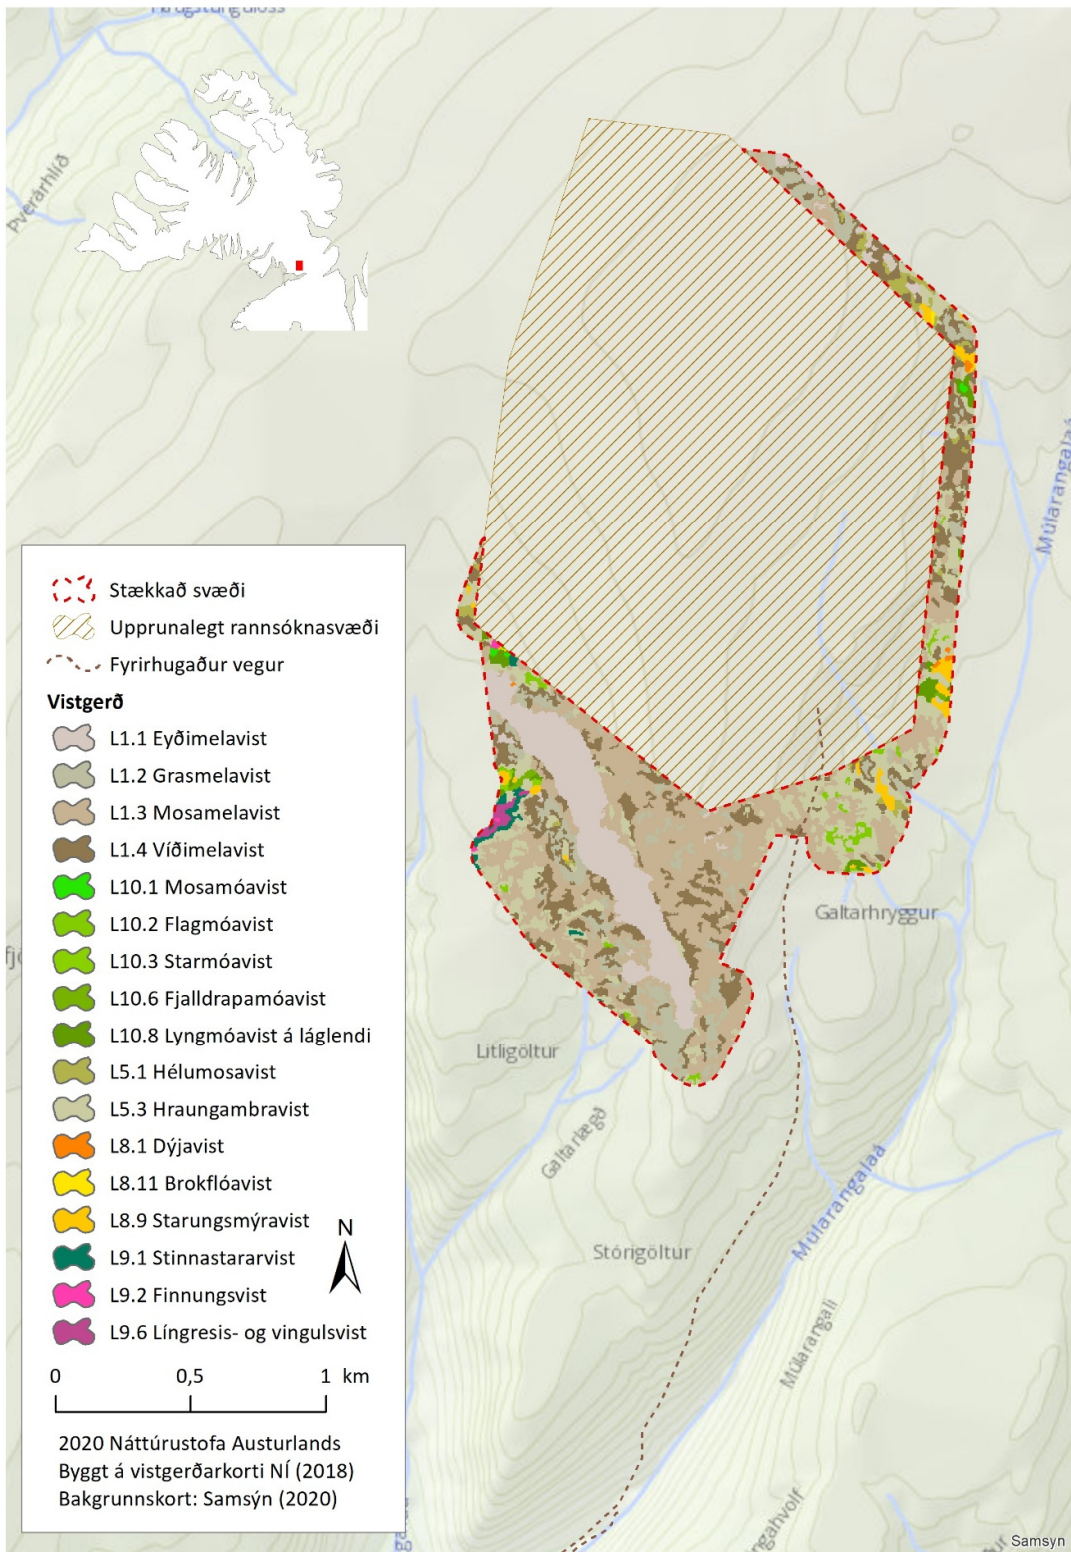 Þverárhlíð
Múlarangalaá
Stækkað svæði
Upprunalegt rannsóknasvæði
Fyrirhugaður vegur
Vistgerð
L1.1 Eyðimelavist
L1.2 Grasmelavist
L1.3 Mosamelavist
L1.4 Víðimelavist
L10.1 Mosamóavist
L10.2 Flagmóavist
L10.3 Starmóavist
L10.6 Fjalldrapamóavist
L10.8 Lyngmóavist á láglendi
L5.1 Hélumosavist
L5.3 Hraungambravist
L8.1 Dýjavist
L8.11 Brokflóavist
L8.9 Starungsmýravist
L9.1 Stinnastararvist
L9.2 Finnungsvist
L9.6 Língresis- og vingulsvist
N
0 0,5 1 km
2020 Náttúrustofa Austurlands
Byggt á vistgerðarkorti NÍ (2018)
Bakgrunnskort: Samsýn (2020)
Galtarhryggur
Litligöltur
Galtarlægð
Stórigöltur
Múlarangalaá
Múlarangali
Samsyn